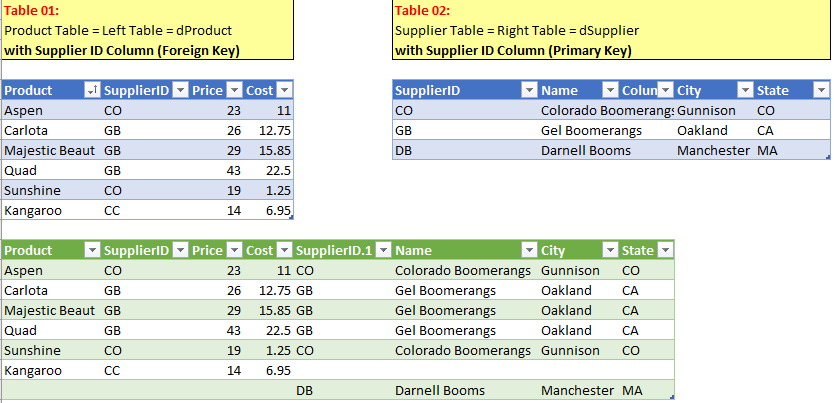 Table 01:
Product Table = Left Table = dProduct
with Supplier ID Column (Foreign Key)
Table 02:
Supplier Table = Right Table = dSupplier
with Supplier ID Column (Primary Key)
Product SupplierID Price Cost
Aspen CO 23 11
Carlota GB 26 12.75
Majestic Beaut GB 29 15.85
Quad GB 43 22.5
Sunshine CO 19 1.25
Kangaroo CC 14 6.95
SupplierID Name Colum City State
CO Colorado Boomerangs Gunnison CO
GB Gel Boomerangs Oakland CA
DB Darnell Booms Manchester MA
Product SupplierID Price Cost SupplierID.1 Name City State
Aspen CO 23 11 CO Colorado Boomerangs Gunnison CO
Carlota GB 26 12.75 GB Gel Boomerangs Oakland CA
Majestic Beaut GB 29 15.85 GB Gel Boomerangs Oakland CA
Quad GB 43 22.5 GB Gel Boomerangs Oakland CA
Sunshine CO 19 1.25 CO Colorado Boomerangs Gunnison CO
Kangaroo CC 14 6.95
DB Darnell Booms Manchester MA